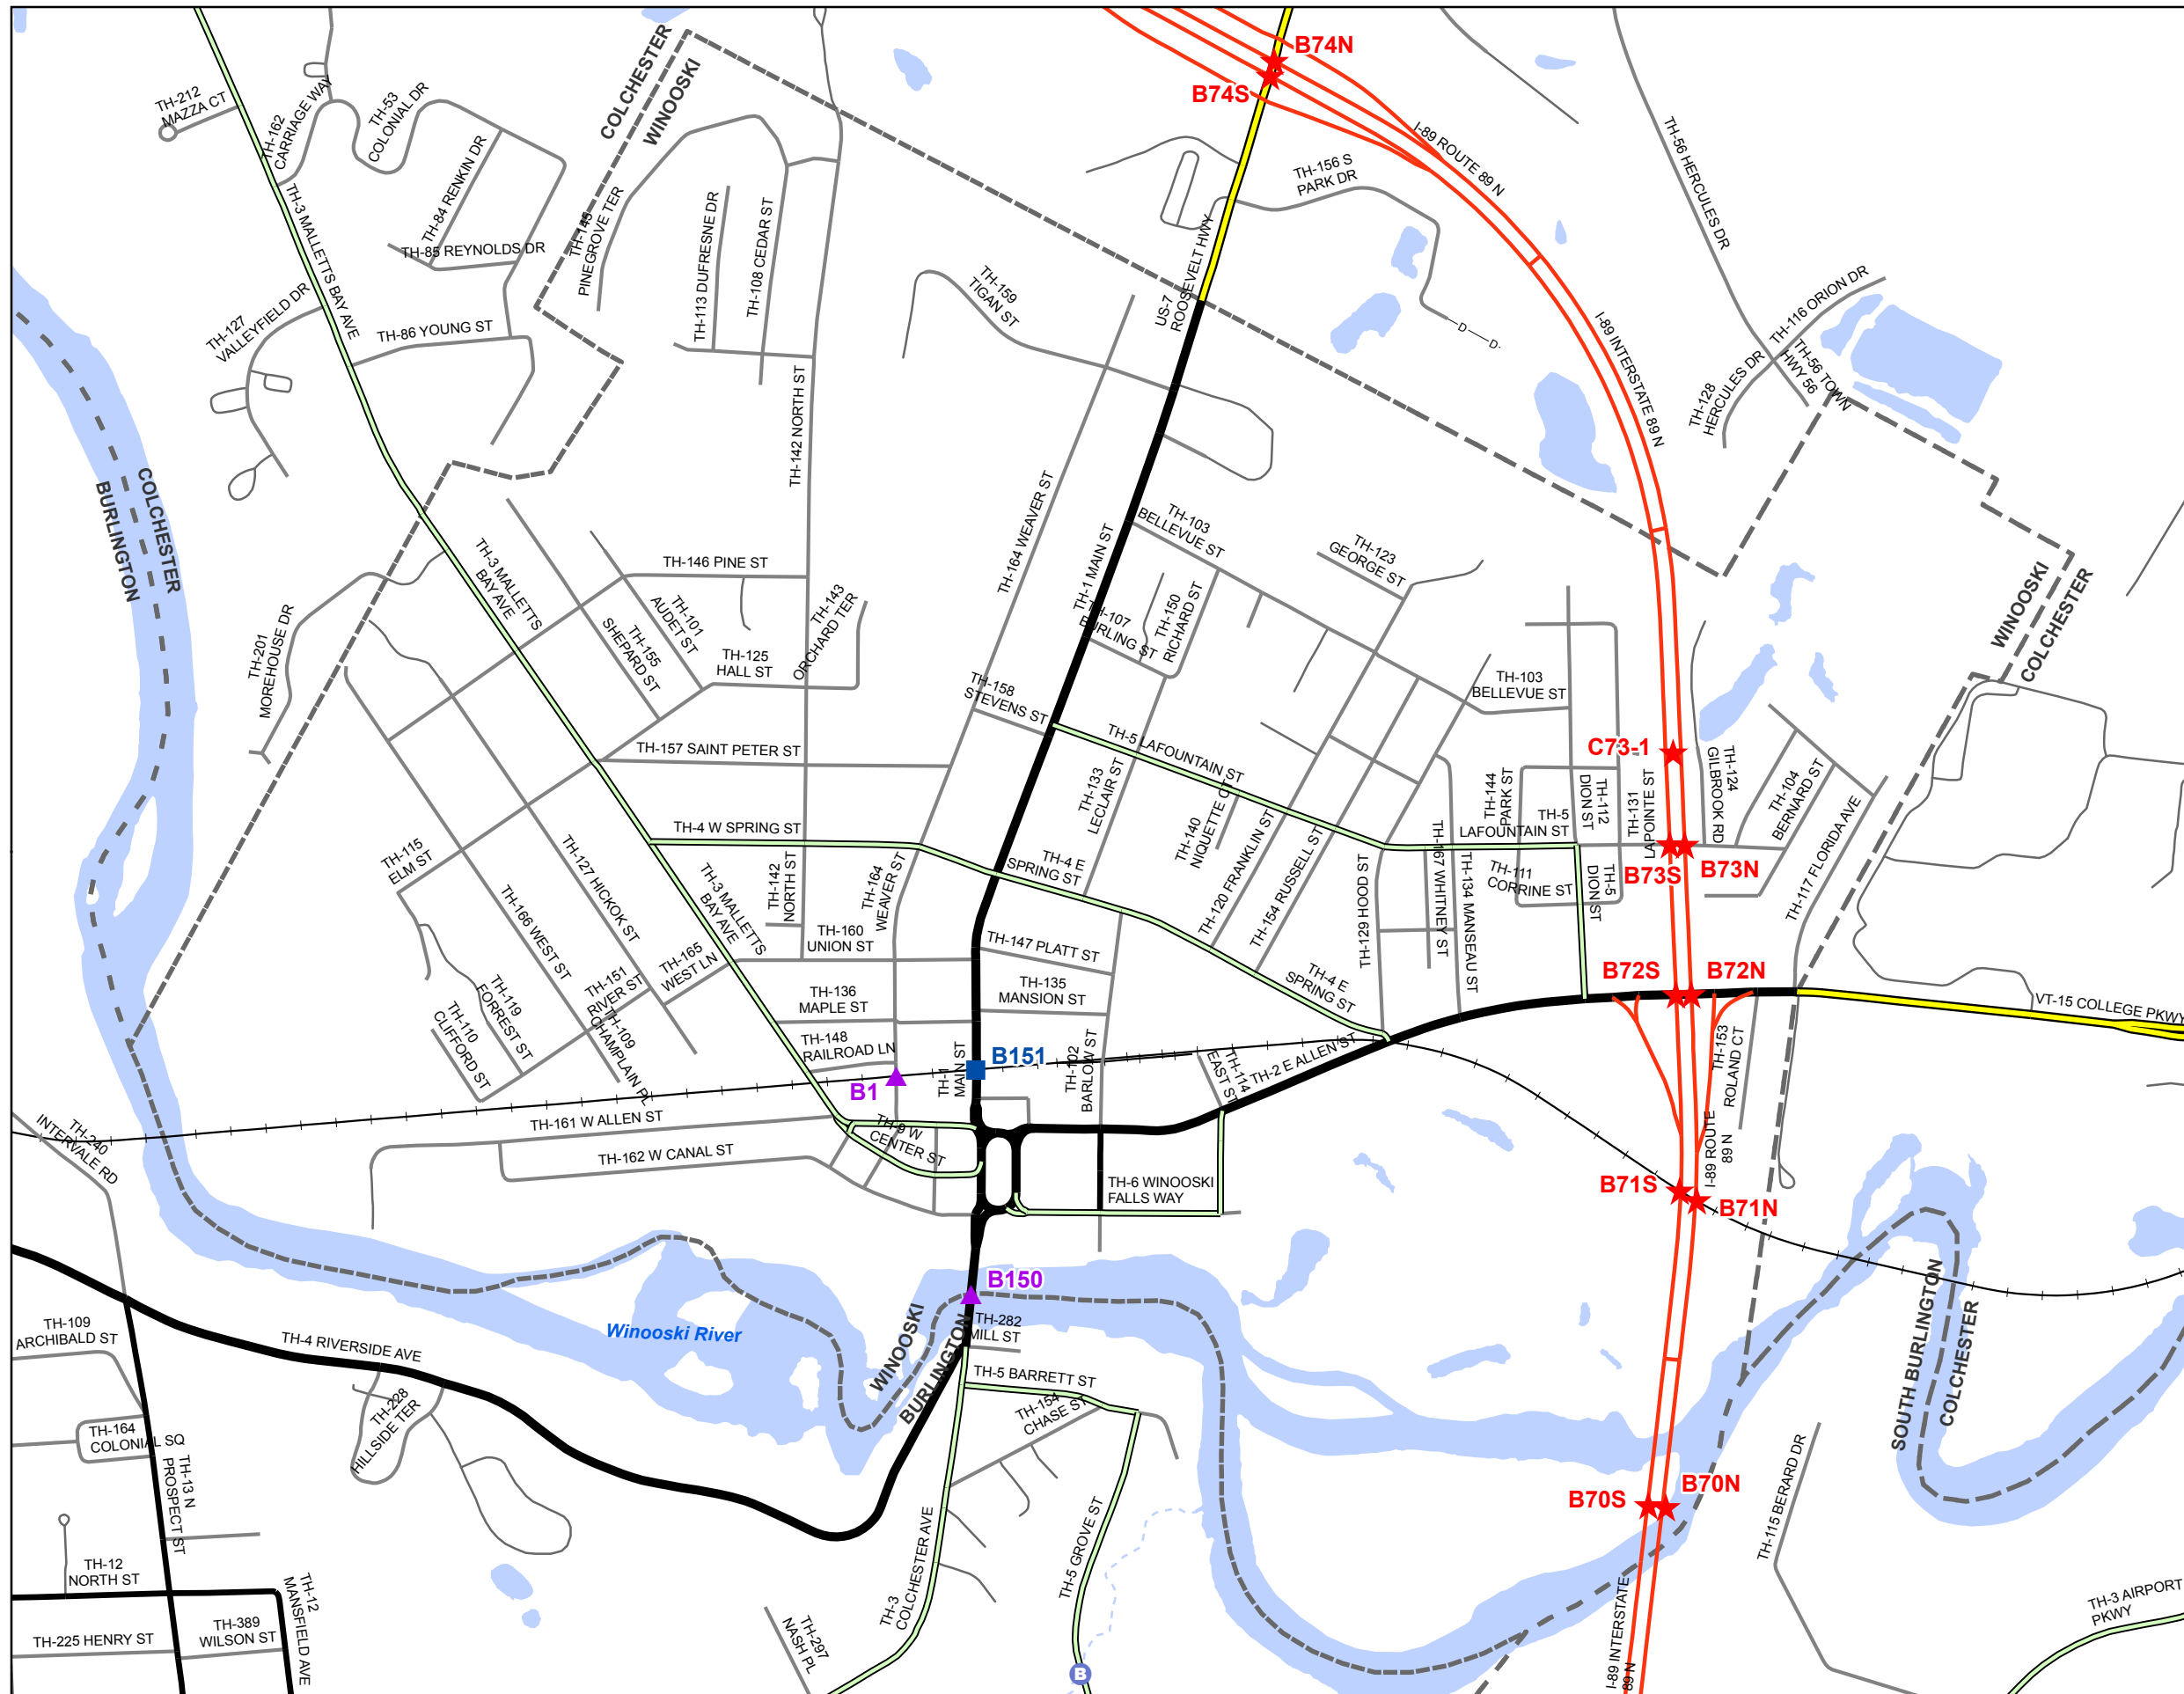 B74N
B74S
COLCHESTER
WINOOSKI
TH-212
MAZZA CT
TH-162
CARRIAGE WAY
TH-53
COLONIAL DR
TH-84 RENKIN DR
TH-85 REYNOLDS DR
TH-3 MALLETTS BAY AVE
TH-145
PINEGROVE TER
TH-113 DUFRESNE DR
TH-108 CEDAR ST
TH-156 S
PARK DR
I-89 ROUTE 89 N
TH-56 HERCULES DR
TH-127
VALLEYFIELD DR
TH-86 YOUNG ST
TH-159
TIGAN ST
US-7
ROOSEVELT HWY
D
D
I-89 INTERSTATE 89 N
TH-116 ORION DR
TH-128
HERCULES DR
TH-56 TOWN
HWY 56
TH-142 NORTH ST
COLCHESTER
BURLINGTON
TH-3 MALLETTS
BAY AVE
TH-146 PINE ST
TH-164 WEAVER ST
TH-1 MAIN ST
TH-103
BELLEVUE ST
TH-123
GEORGE ST
TH-107
BURLING ST
TH-150
RICHARD ST
WINOOSKI
COLCHESTER
TH-201
MOREHOUSE DR
TH-101
AUDET ST
TH-155
SHEPARD ST
TH-125
HALL ST
TH-143
ORCHARD TER
TH-158
STEVENS ST
TH-103
BELLEVUE ST
TH-157 SAINT PETER ST
TH-5 LAFOUNTAIN ST
C73-1
TH-133
LECLAIR ST
TH-140
NIQUETTE CT
TH-144
PARK ST
TH-112
DION ST
TH-131
LAPOINTE ST
TH-124
GILBROOK RD
TH-104
BERNARD ST
TH-117 FLORIDA AVE
TH-4 W SPRING ST
TH-5
LAFOUNTAIN ST
TH-115
ELM ST
TH-127 HICKOK ST
TH-3 MALLETTS
BAY AVE
TH-142
NORTH ST
TH-164
WEAVER ST
TH-4 E
SPRING ST
TH-120 FRANKLIN ST
TH-154 RUSSELL ST
TH-129 HOOD ST
TH-167 WHITNEY ST
TH-134 MANSEAU ST
TH-111
CORRINE ST
TH-5
DION ST
B73S
B73N
TH-166 WEST ST
TH-160
UNION ST
TH-147 PLATT ST
TH-165
WEST LN
TH-151
RIVER ST
TH-119
FORREST ST
TH-110
CLIFFORD ST
TH-109
CHAMPLAIN PL
TH-136
MAPLE ST
TH-135
MANSION ST
TH-4 E
SPRING ST
B72S
B72N
VT-15 COLLEGE PKWY
TH-148
RAILROAD LN
B1
TH-1
MAIN ST
B151
TH-102
BARLOW ST
TH-114
EAST ST
TH-2 E ALLEN ST
TH-153
ROLAND CT
TH-240
INTERVALE RD
TH-161 W ALLEN ST
TH-162 W CANAL ST
TH-9 W
CENTER ST
TH-6 WINOOSKI
FALLS WAY
I-89 ROUTE
89 N
B71S
B71N
B150
Winooski River
WINOOSKI
BURLINGTON
TH-282
MILL ST
SOUTH BURLINGTON
COLCHESTER
TH-109
ARCHIBALD ST
TH-4 RIVERSIDE AVE
TH-5 BARRETT ST
TH-154
CHASE ST
TH-228
HILLSIDE TER
TH-164
COLONIAL SQ
TH-13 N
PROSPECT ST
B70S
B70N
TH-115 BERARD DR
TH-12
NORTH ST
TH-12
MANSFIELD AVE
TH-3
COLCHESTER AVE
TH-5 GROVE ST
TH-225 HENRY ST
TH-389
WILSON ST
TH-297
NASH PL
B
I-89 INTERSTATE
89 N
TH-3 AIRPORT
PKWY